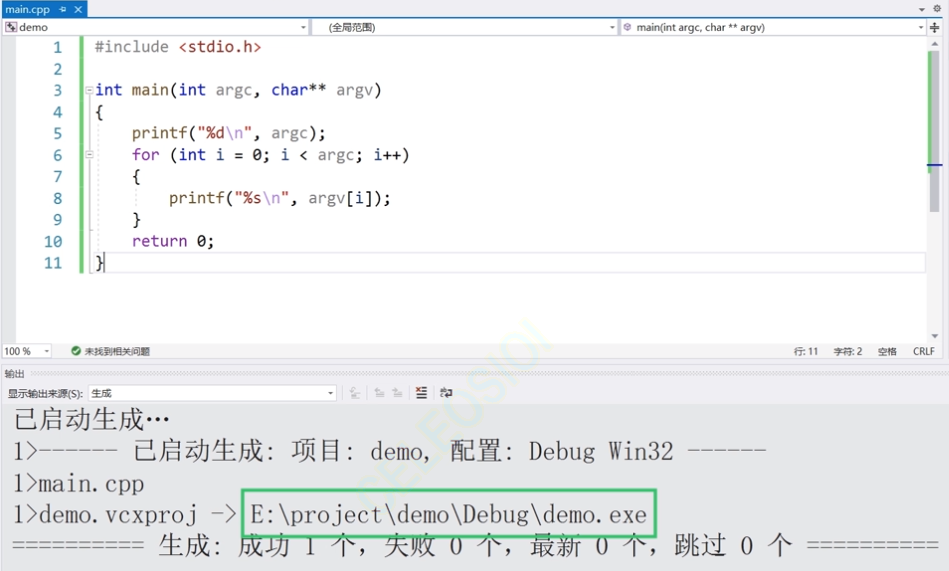 main.cpp
demo
(全局范围)
main(int argc, char ** argv)
1 #include <stdio.h>
2
3 int main(int argc, char** argv)
4 {
5 printf("%d\n", argc);
6 for (int i = 0; i < argc; i++)
7 {
8 printf("%s\n", argv[i]);
9 }
10 return 0;
11 }
100 %
未找到相关问题
行: 11 字符: 2 空格 CRLF
输出
显示输出来源(S): 生成
已启动生成…
1>------ 已启动生成: 项目: demo, 配置: Debug Win32 ------
1>main.cpp
1>demo.vcxproj -> E:\project\demo\Debug\demo.exe
========== 生成: 成功 1 个，失败 0 个，最新 0 个，跳过 0 个 ==========